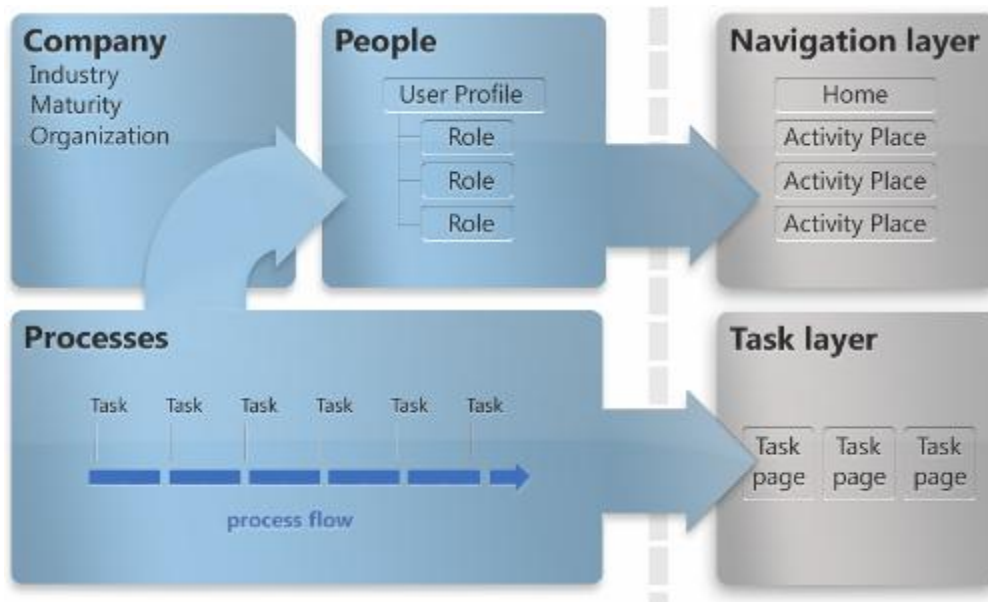 Company
Industry
Maturity
Organization
People
User Profile
Role
Role
Role
Navigation layer
Home
Activity Place
Activity Place
Activity Place
Processes
Task Task Task Task Task Task
process flow
Task layer
Task Task Task
page page page